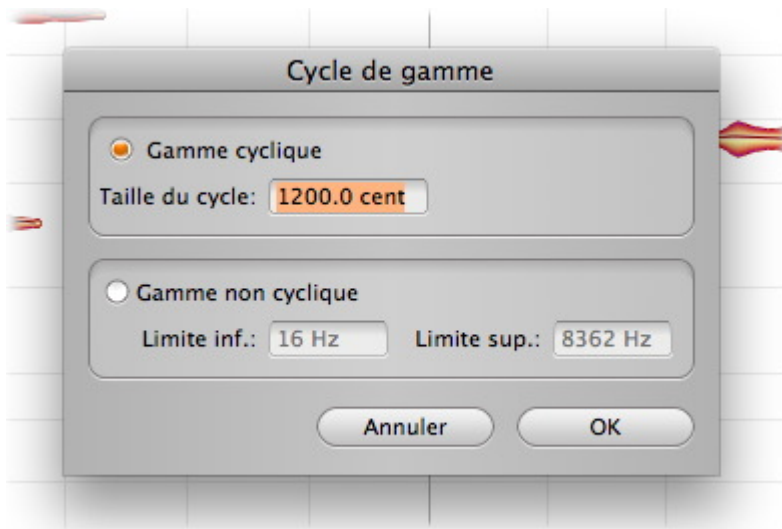 Cycle de gamme
Gamme cyclique
Taille du cycle: 1200.0 cent
Gamme non cyclique
Limite inf.: 16 Hz Limite sup.: 8362 Hz
Annuler OK